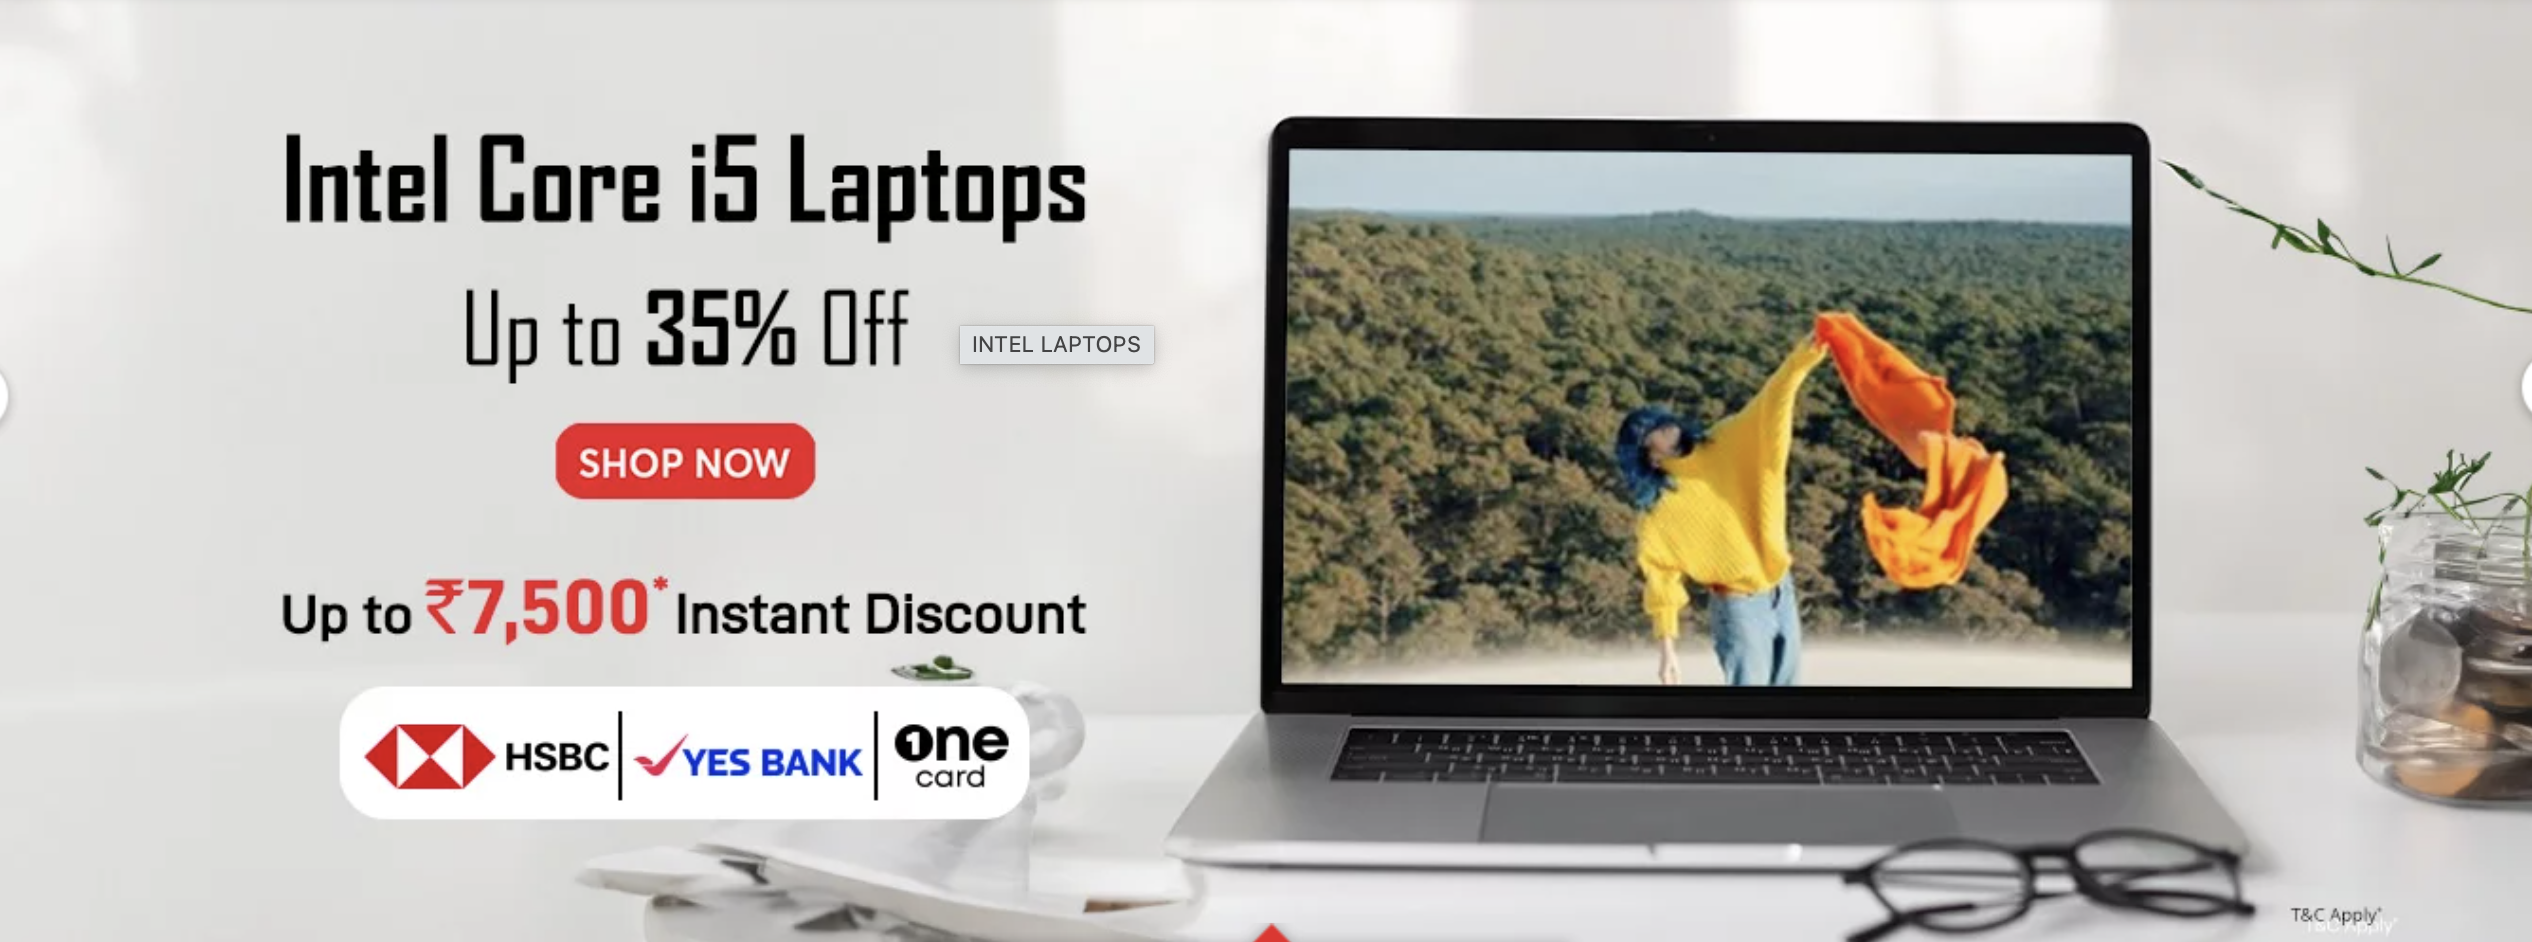 Intel Core i5 Laptops
Up to 35% Off
INTEL LAPTOPS
SHOP NOW
Up to ₹7,500* Instant Discount
HSBC
YES BANK
one
card
T&C Apply*
T&C Apply*